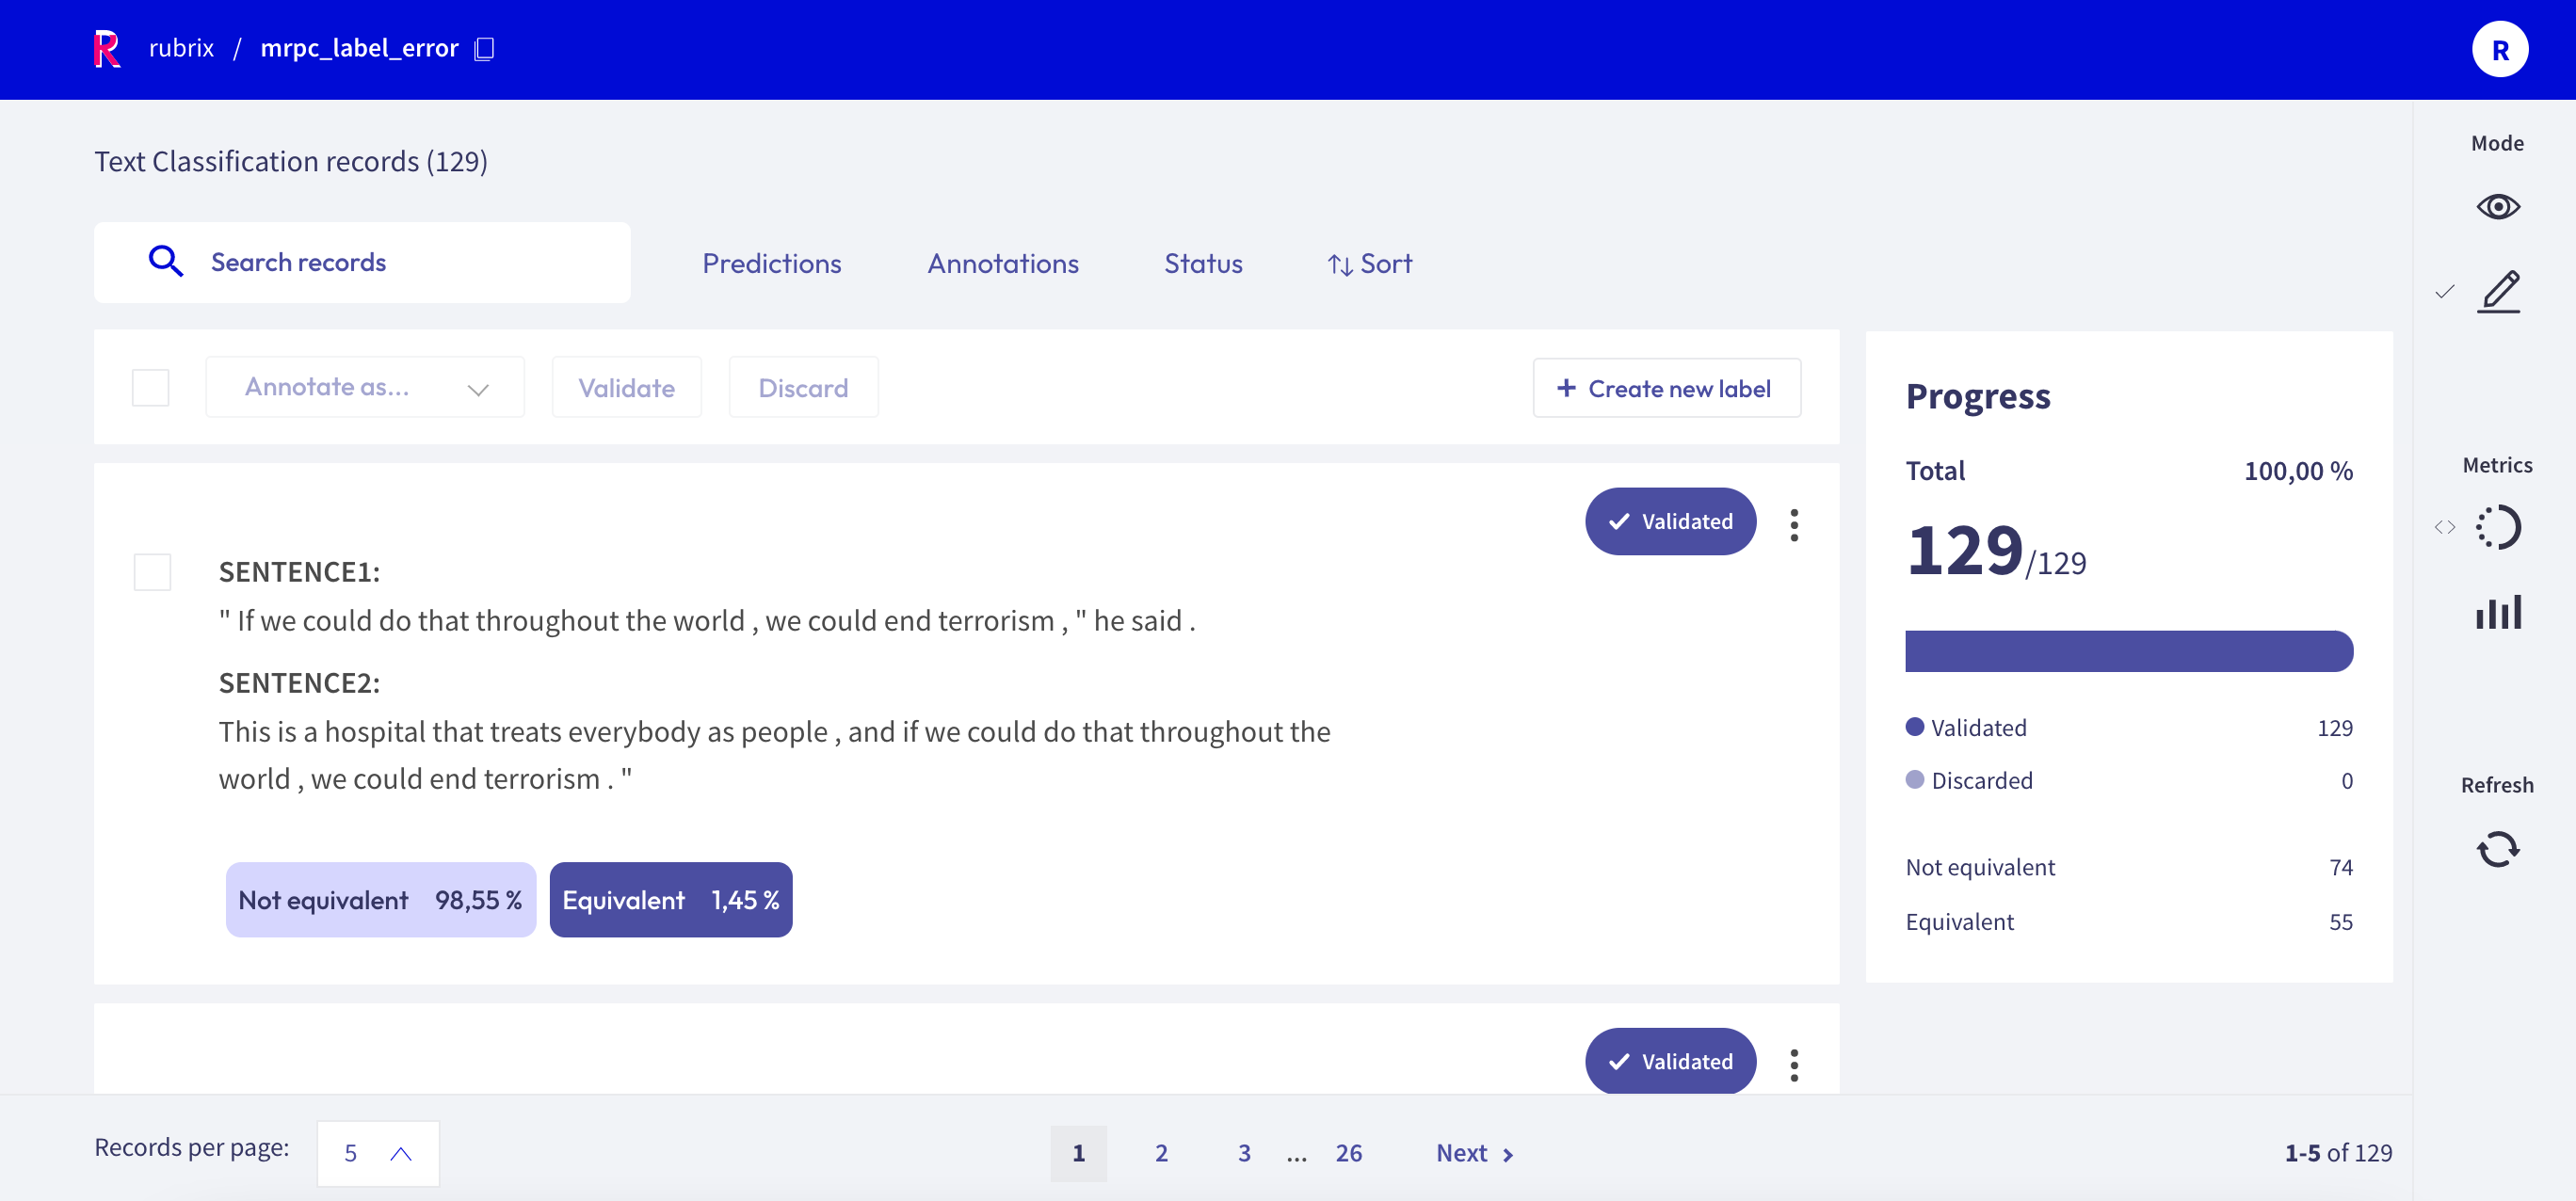 R rubrix / mrpc_label_error
R
Text Classification records (129)
Search records
Predictions
Annotations
Status
Sort
Annotate as...
Validate
Discard
+ Create new label
Validated
SENTENCE1:
" If we could do that throughout the world , we could end terrorism , " he said .
SENTENCE2:
This is a hospital that treats everybody as people , and if we could do that throughout the
world , we could end terrorism . "
Not equivalent 98,55 %
Equivalent 1,45 %
Validated
Progress
Total 100,00 %
129/129
Validated 129
Discarded 0
Not equivalent 74
Equivalent 55
Mode
Metrics
Refresh
Records per page: 5
1 2 3 ... 26 Next
1-5 of 129